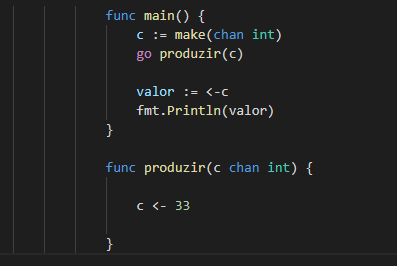 func main() {
c := make(chan int)
go produzir(c)
valor := <-c
fmt.Println(valor)
}
func produzir(c chan int) {
c <- 33
}